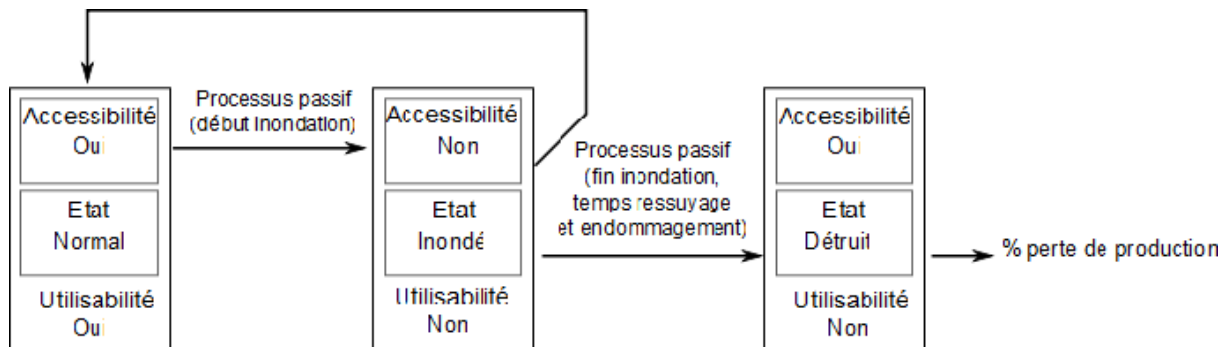 Accessibilité
Oui
Etat
Normal
Utilisabilité
Oui
Processus passif
(début inondation)
Accessibilité
Non
Etat
Inondé
Utilisabilité
Non
Processus passif
(fin inondation,
temps ressuyage
et endommagement)
Accessibilité
Oui
Etat
Détruit
Utilisabilité
Non
% perte de production